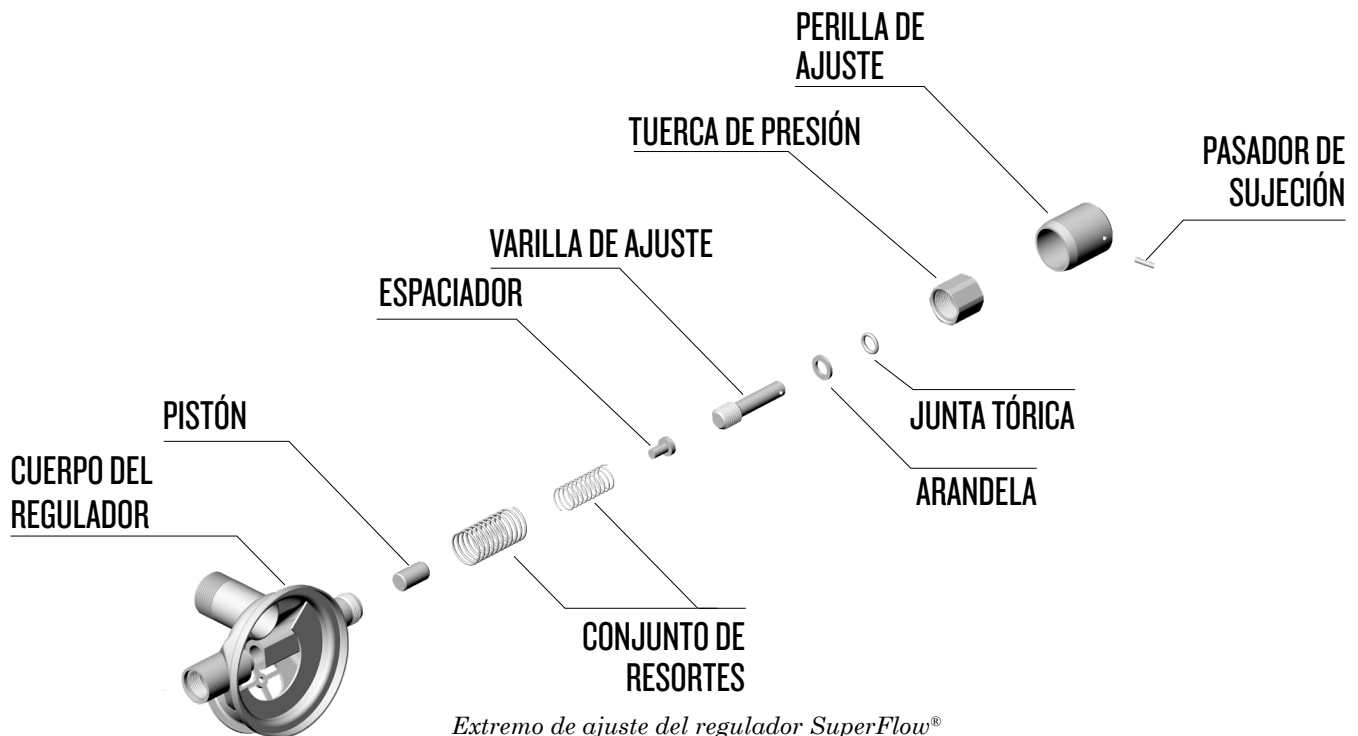 PERILLA DE
AJUSTE
TUERCA DE PRESIÓN
PASADOR DE
SUJECIÓN
VARILLA DE AJUSTE
ESPACIADOR
JUNTA TÓRICA
PISTÓN
ARANDELA
CUERPO DEL
REGULADOR
CONJUNTO DE
RESORTES
Extremo de ajuste del regulador SuperFlow®